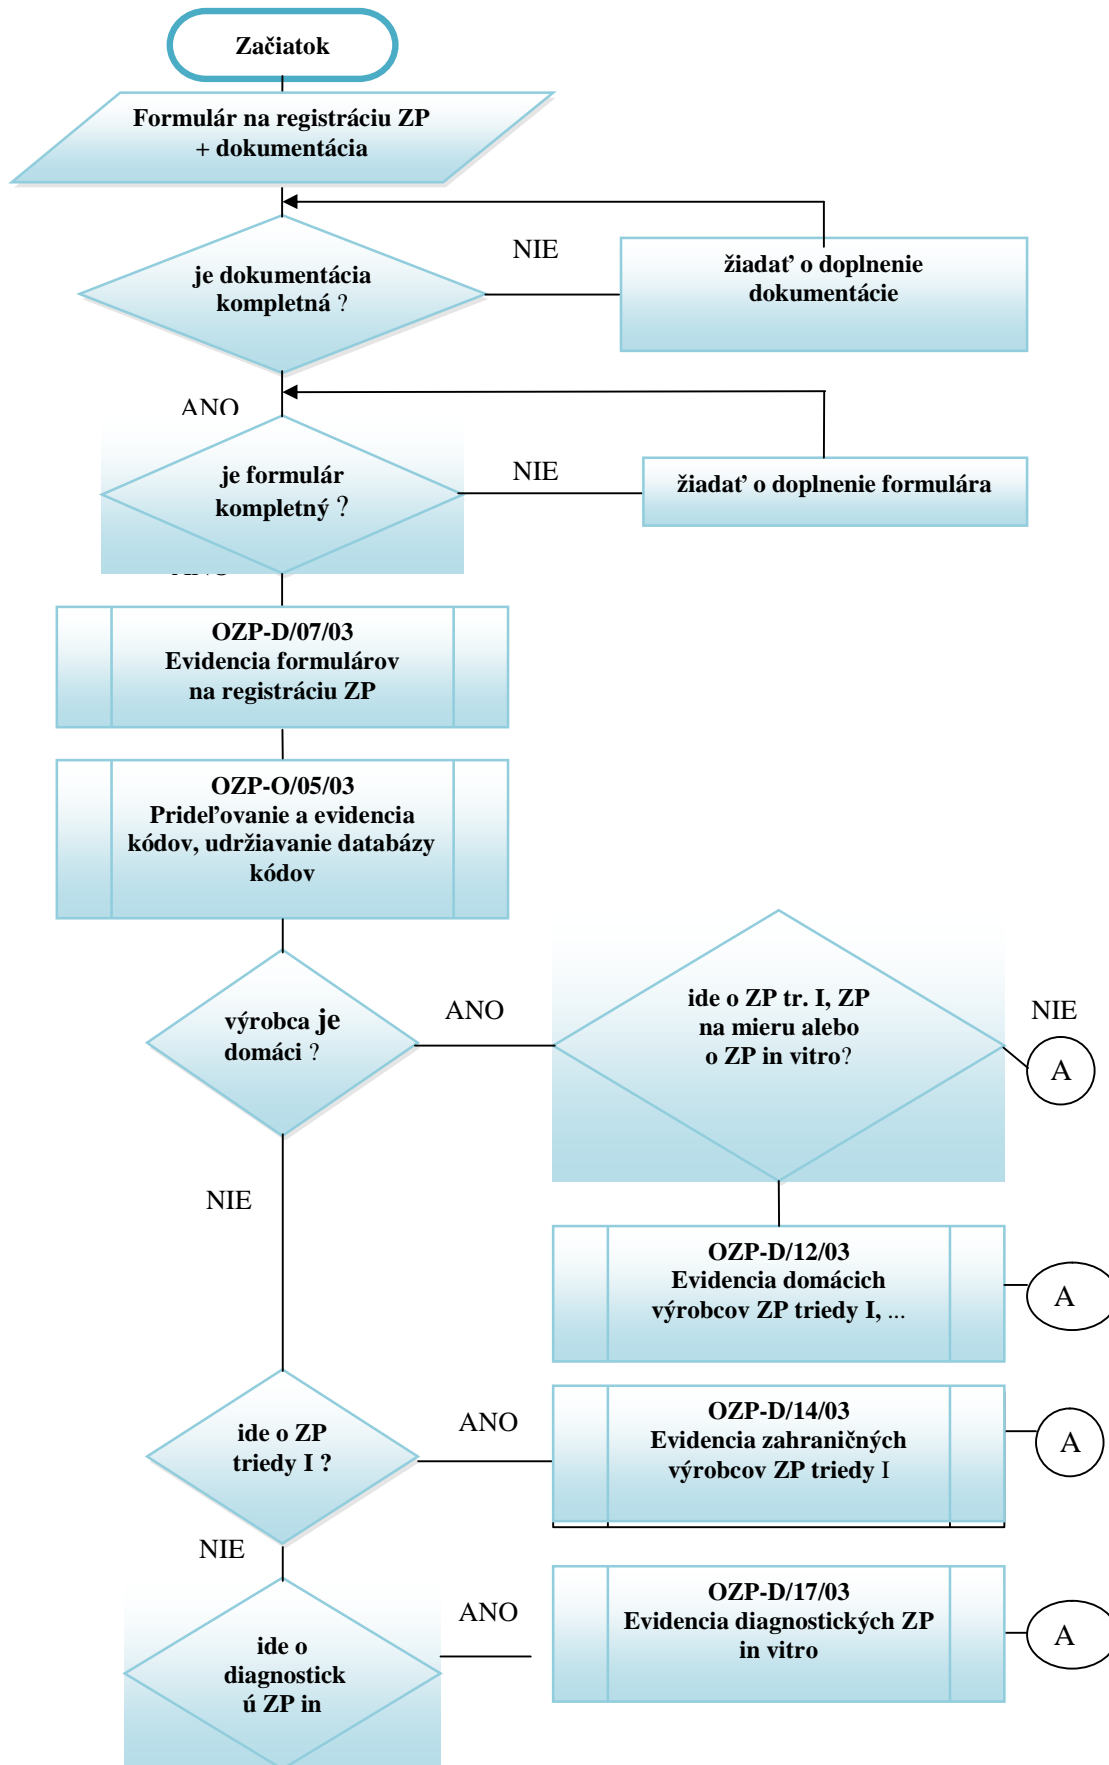 Začiatok
Formulár na registráciu ZP
+ dokumentácia
je dokumentácia
kompletná ?
NIE
žiadať o doplnenie
dokumentácie
ANO
je formulár
kompletný ?
NIE
žiadať o doplnenie formulára
ANO
OZP-D/07/03
Evidencia formulárov
na registráciu ZP
OZP-O/05/03
Prideľovanie a evidencia
kódov, udržiavanie databázy
kódov
výrobca je
domáci ?
ANO
ide o ZP tr. I, ZP
na mieru alebo
o ZP in vitro?
NIE
A
NIE
OZP-D/12/03
Evidencia domácich
výrobcov ZP triedy I, ...
A
ide o ZP
triedy I ?
ANO
OZP-D/14/03
Evidencia zahraničných
výrobcov ZP triedy I
A
NIE
ide o
diagnostick
ú ZP in
ANO
OZP-D/17/03
Evidencia diagnostických ZP
in vitro
A